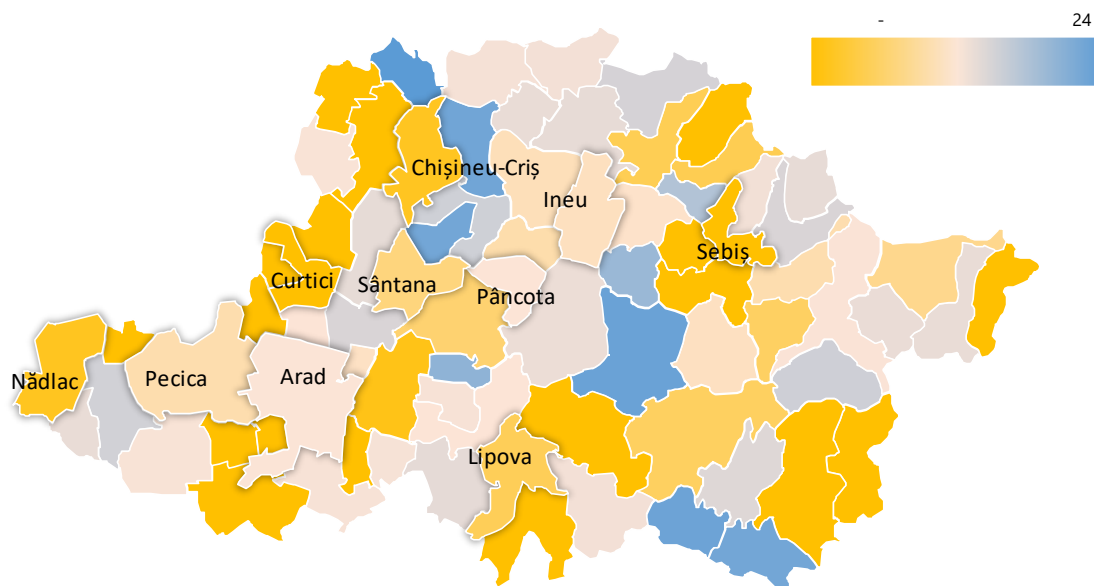 - 24
Chișineu-Criș
Ineu
Sebiș
Curtici
Sântana
Pâncota
Nădlac
Pecica
Arad
Lipova